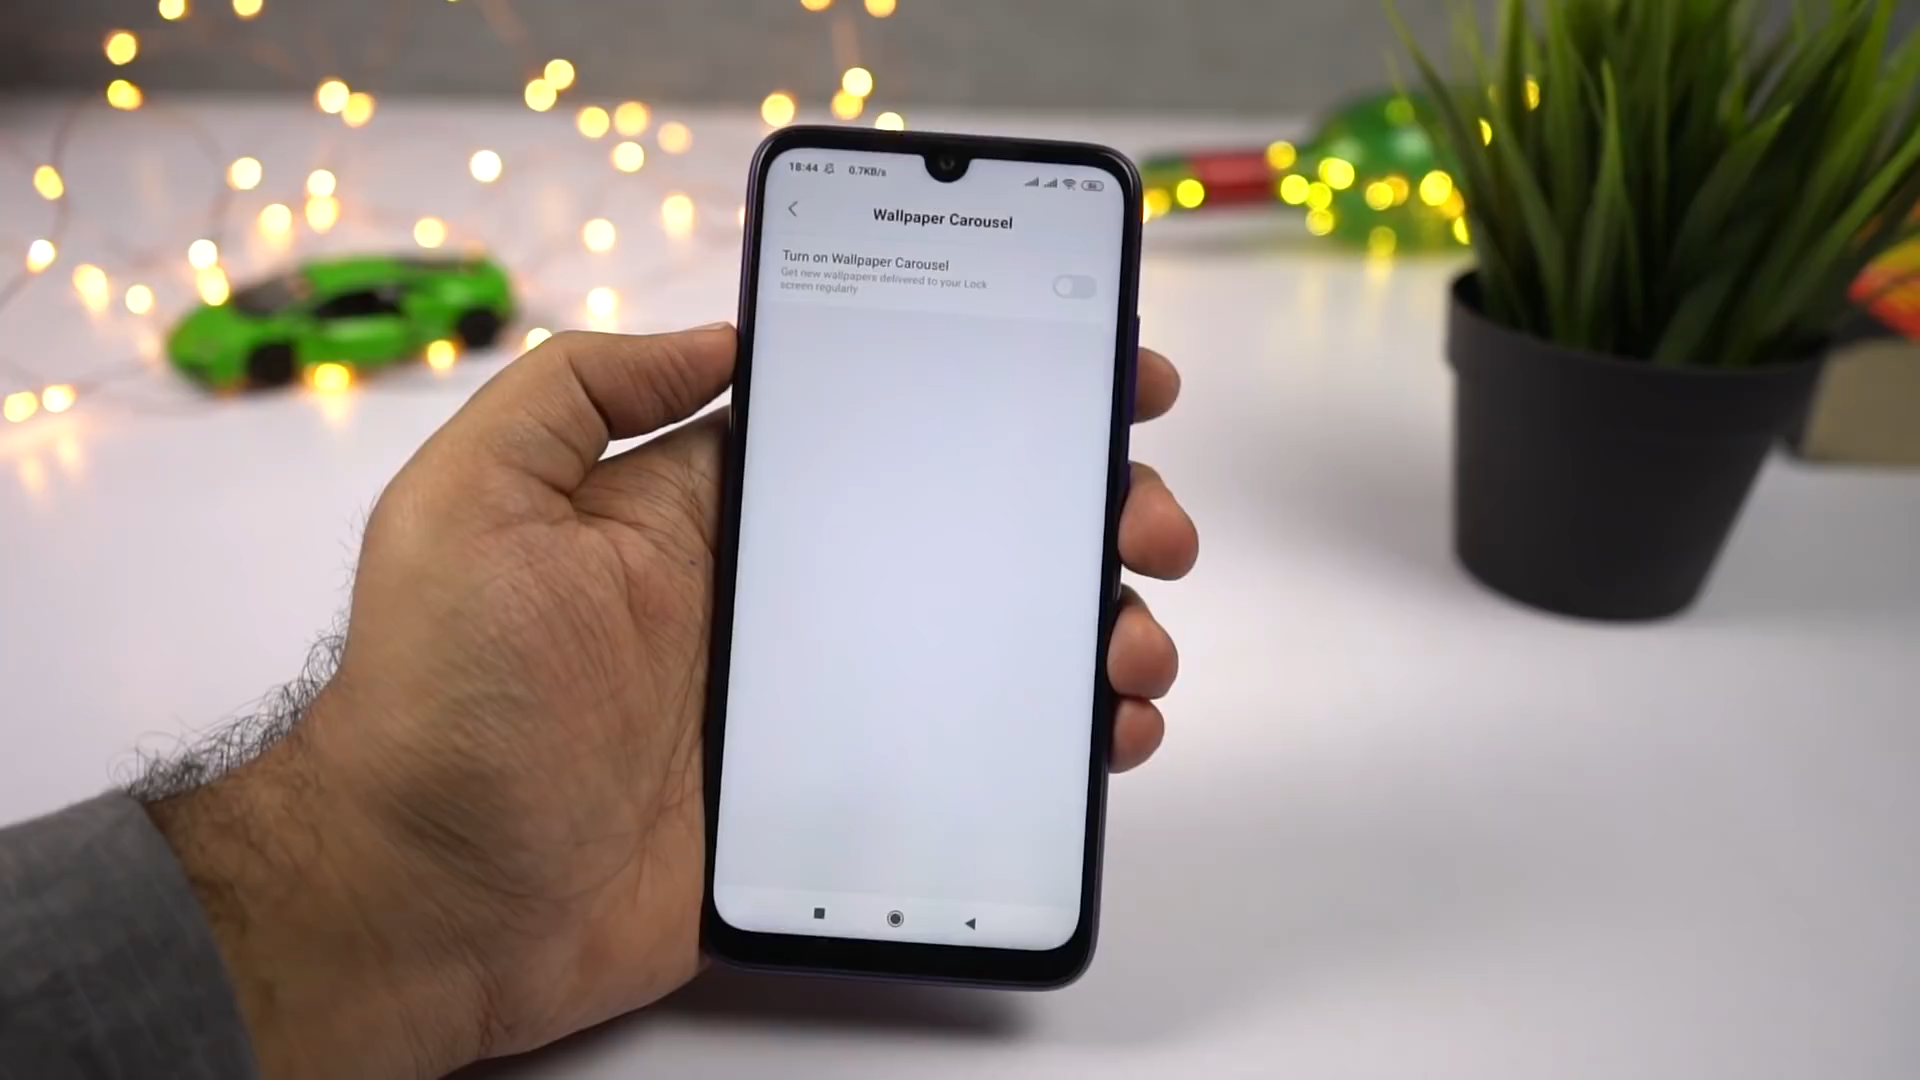 18:44 0.7KB/s
Wallpaper Carousel
Turn on Wallpaper Carousel
Get new wallpapers delivered to your Lock
screen regularly